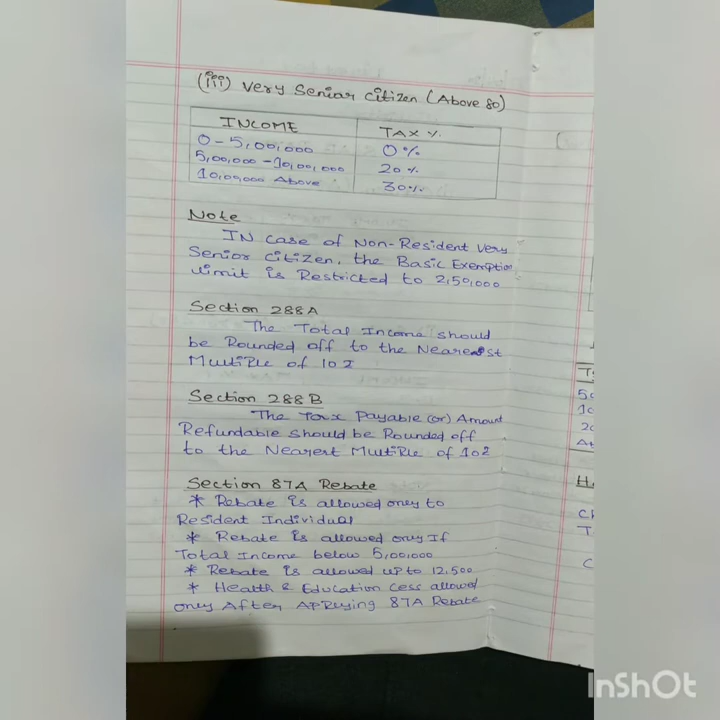 (iii) Very Senior Citizen (Above 80)
INCOME TAX %.
0 - 5,00,000 0%
5,00,000 - 10,00,000 20%
10,00,000 Above 30%
Note
IN case of Non-Resident Very
Senior Citizen, the Basic Exemption
limit is Restricted to 2,50,000
Section 288A
The Total Income should
be Rounded off to the Nearest
Multiple of 10₹
Section 288B
The Tax Payable (or) Amount
Refundable should be Rounded off
to the Nearest Multiple of 10₹
Section 87A Rebate
* Rebate is allowed only to
Resident Individual
* Rebate is allowed only If
Total Income below 5,00,000
* Rebate is allowed up to 12,500
* Health & Education Cess allowed
only After Applying 87A Rebate
InShOt